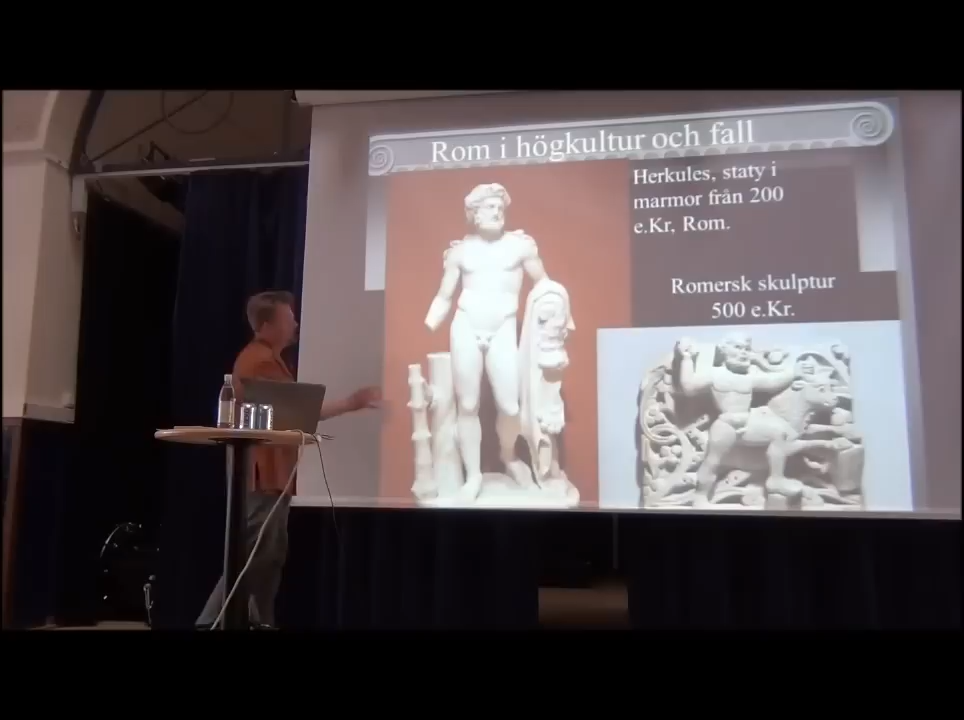 Rom i högkultur och fall
Herkules, staty i
marmor från 200
e.Kr, Rom.
Romersk skulptur
500 e.Kr.